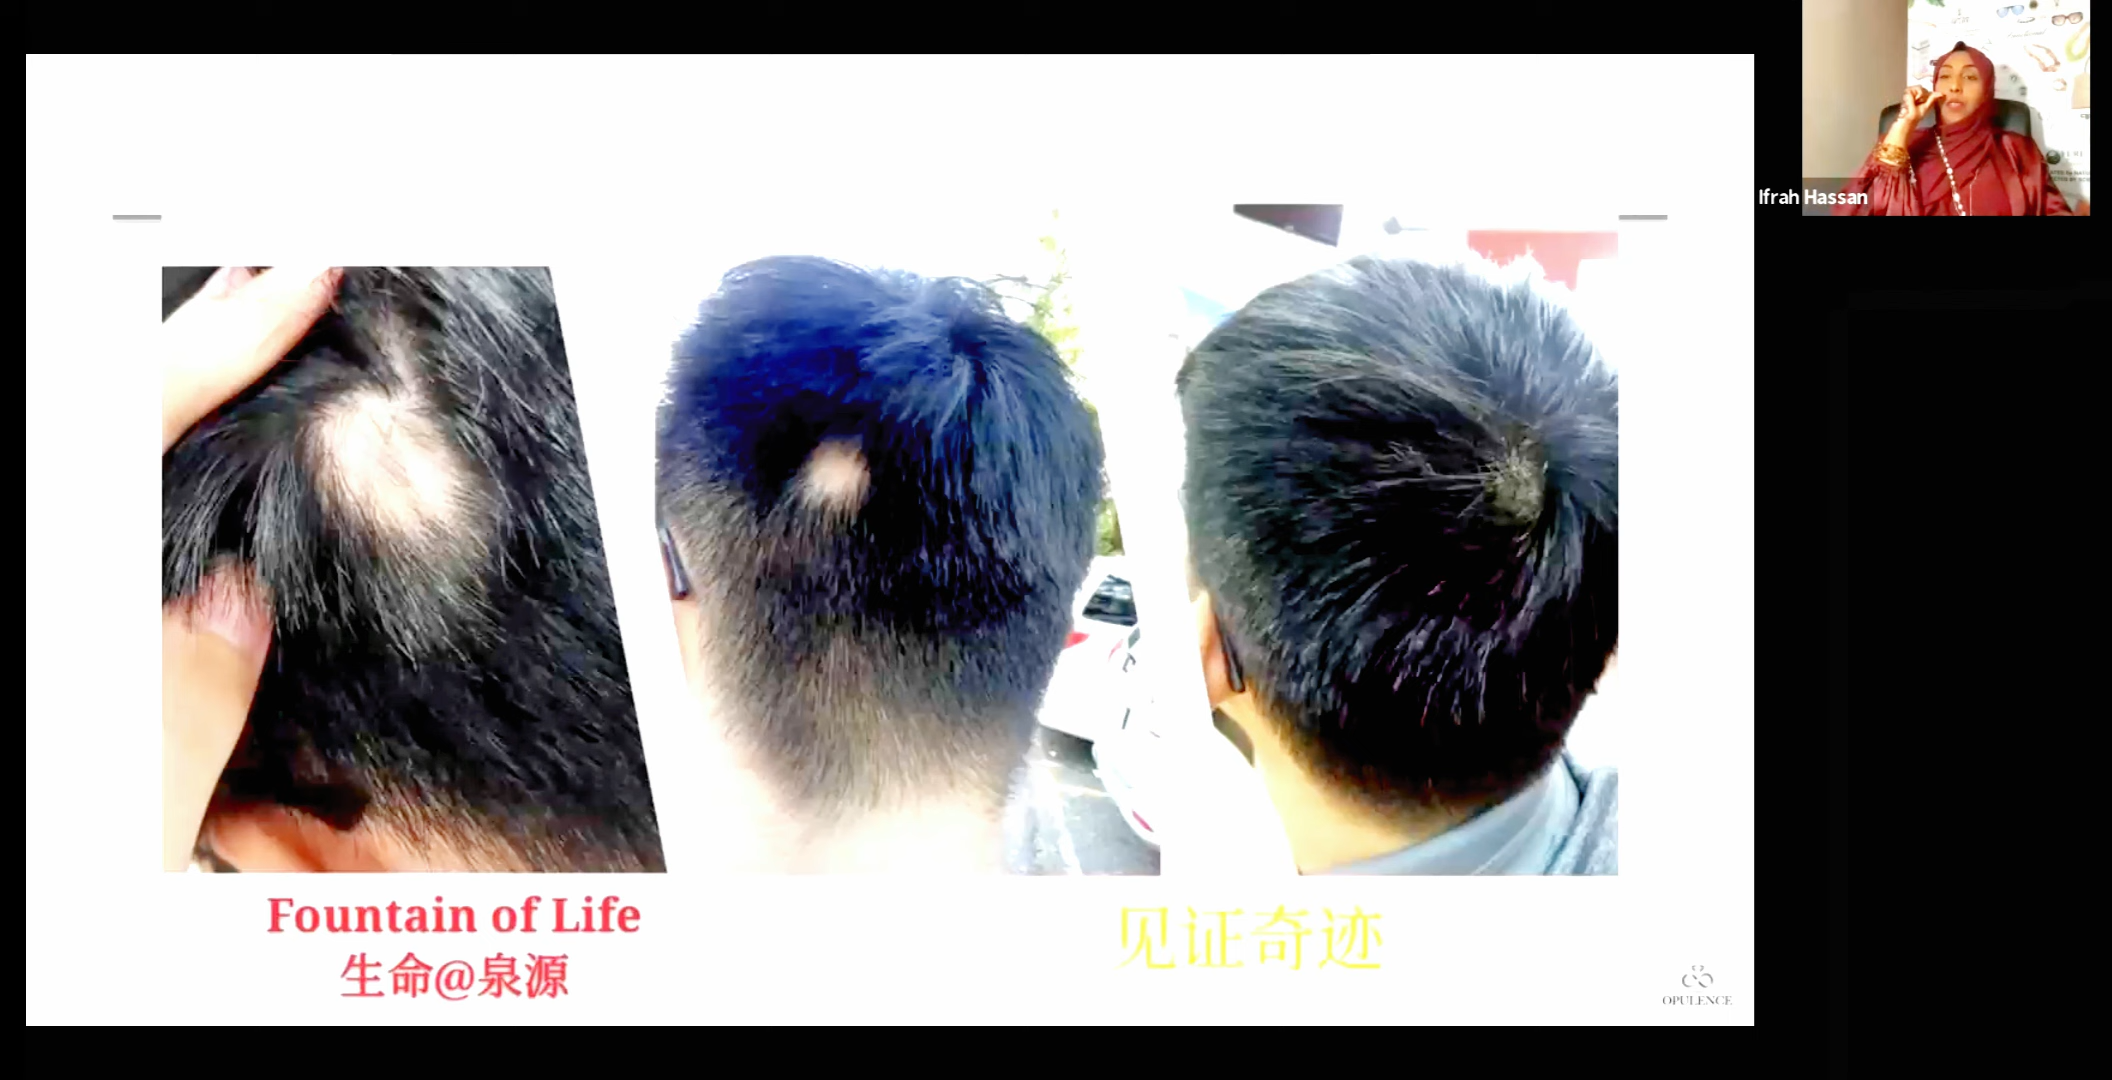 Ifrah Hassan
Fountain of Life
生命@泉源
见证奇迹
OPULENCE